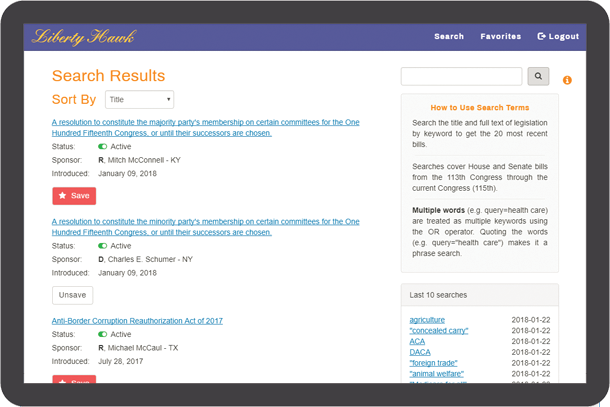 Liberty Hawk
Search Favorites Logout
Search Results
Sort By Title
A resolution to constitute the majority party's membership on certain committees for the One
Hundred Fifteenth Congress, or until their successors are chosen.
Status: Active
Sponsor: R, Mitch McConnell - KY
Introduced: January 09, 2018
Save
A resolution to constitute the minority party's membership on certain committees for the One
Hundred Fifteenth Congress, or until their successors are chosen.
Status: Active
Sponsor: D, Charles E. Schumer - NY
Introduced: January 09, 2018
Unsave
Anti-Border Corruption Reauthorization Act of 2017
Status: Active
Sponsor: R, Michael McCaul - TX
Introduced: July 28, 2017
Save
How to Use Search Terms
Search the title and full text of legislation
by keyword to get the 20 most recent
bills.
Searches cover House and Senate bills
from the 113th Congress through the
current Congress (115th).
Multiple words (e.g. query=health care)
are treated as multiple keywords using
the OR operator. Quoting the words
(e.g. query="health care") makes it a
phrase search.
Last 10 searches
agriculture 2018-01-22
"concealed carry" 2018-01-22
ACA 2018-01-22
DACA 2018-01-22
"foreign trade" 2018-01-22
"animal welfare" 2018-01-22
2018-01-22